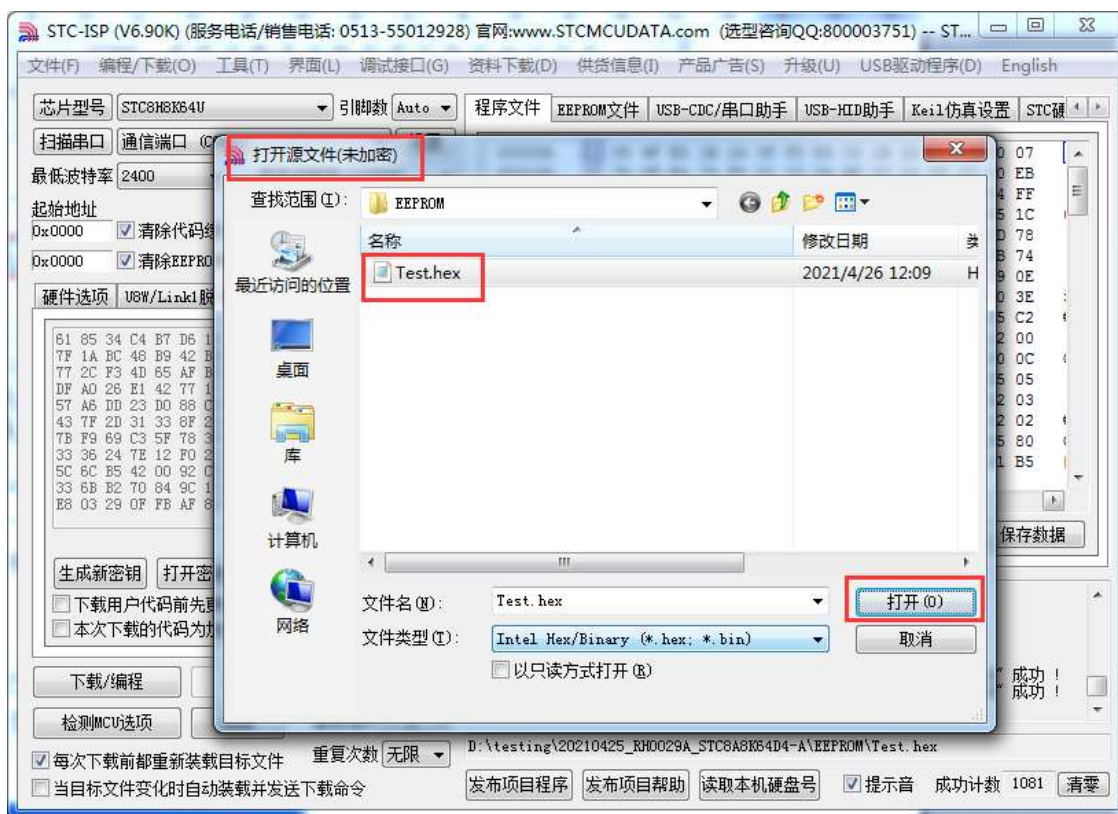 STC-ISP (V6.90K) (服务电话/销售电话: 0513-55012928) 官网:www.STCMCUDATA.com (选型咨询QQ:800003751) -- ST...
文件(F) 编程/下载(O) 工具(T) 界面(L) 调试接口(G) 资料下载(D) 供货信息(I) 产品广告(S) 升级(U) USB驱动程序(D) English
芯片型号 STC8H8K64U 引脚数 Auto 程序文件 EEPROM文件 USB-CDC/串口助手 USB-HID助手 Keil仿真设置 STC硬
扫描串口 通信端口
最低波特率 2400
起始地址
0x0000 清除代码
0x0000 清除EEPRO
硬件选项 U8W/Link1脱
61 85 34 C4 B7 D6
7F 1A BC 48 B9 42
77 2C F3 4D 65 AF
DF A0 26 E1 42 77
57 A6 DD 23 D0 88
43 7F 2D 31 33 8F
7B F9 69 C3 5F 78
33 36 24 7E 12 F0
5C 6C B5 42 00 92
33 6B B2 70 84 9C
E8 03 29 0F FB AF
生成新密钥 打开密
下载用户代码前先
本次下载的代码为
下载/编程
检测MCU选项
打开源文件(未加密)
查找范围(I): EEPROM
名称 修改日期 类
Test.hex 2021/4/26 12:09 H
最近访问的位置
桌面
库
计算机
网络
文件名(N): Test.hex 打开(O)
文件类型(T): Intel Hex/Binary (*.hex; *.bin) 取消
以只读方式打开(R)
07
EB
FF
1C
78
74
0E
3E
C2
00
0C
05
03
02
80
B5
保存数据
成功 !
成功 !
每次下载前都重新装载目标文件 重复次数 无限 D:\testing\20210425_RH0029A_STC8A8K64D4-A\EEPROM\Test.hex
当目标文件变化时自动装载并发送下载命令 发布项目程序 发布项目帮助 读取本机硬盘号 提示音 成功计数 1081 清零